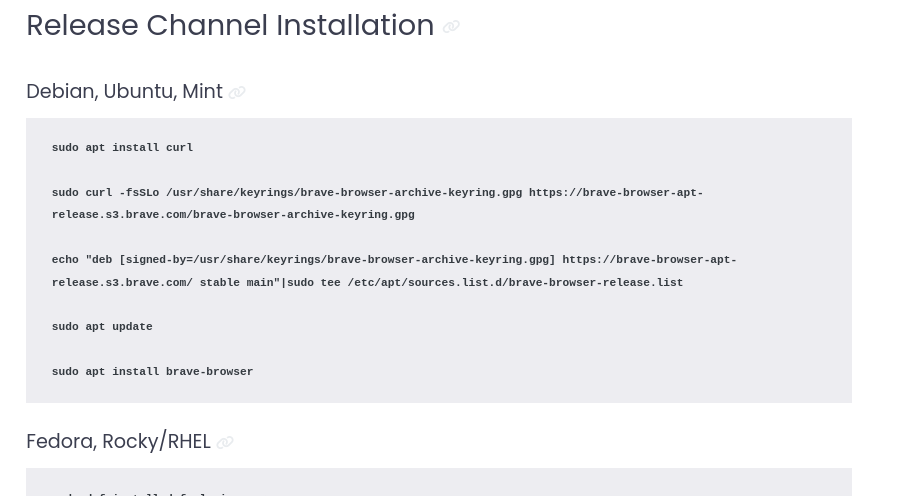 Release Channel Installation
Debian, Ubuntu, Mint
sudo apt install curl
sudo curl -fsSLo /usr/share/keyrings/brave-browser-archive-keyring.gpg https://brave-browser-apt-
release.s3.brave.com/brave-browser-archive-keyring.gpg
echo "deb [signed-by=/usr/share/keyrings/brave-browser-archive-keyring.gpg] https://brave-browser-apt-
release.s3.brave.com/ stable main"|sudo tee /etc/apt/sources.list.d/brave-browser-release.list
sudo apt update
sudo apt install brave-browser
Fedora, Rocky/RHEL